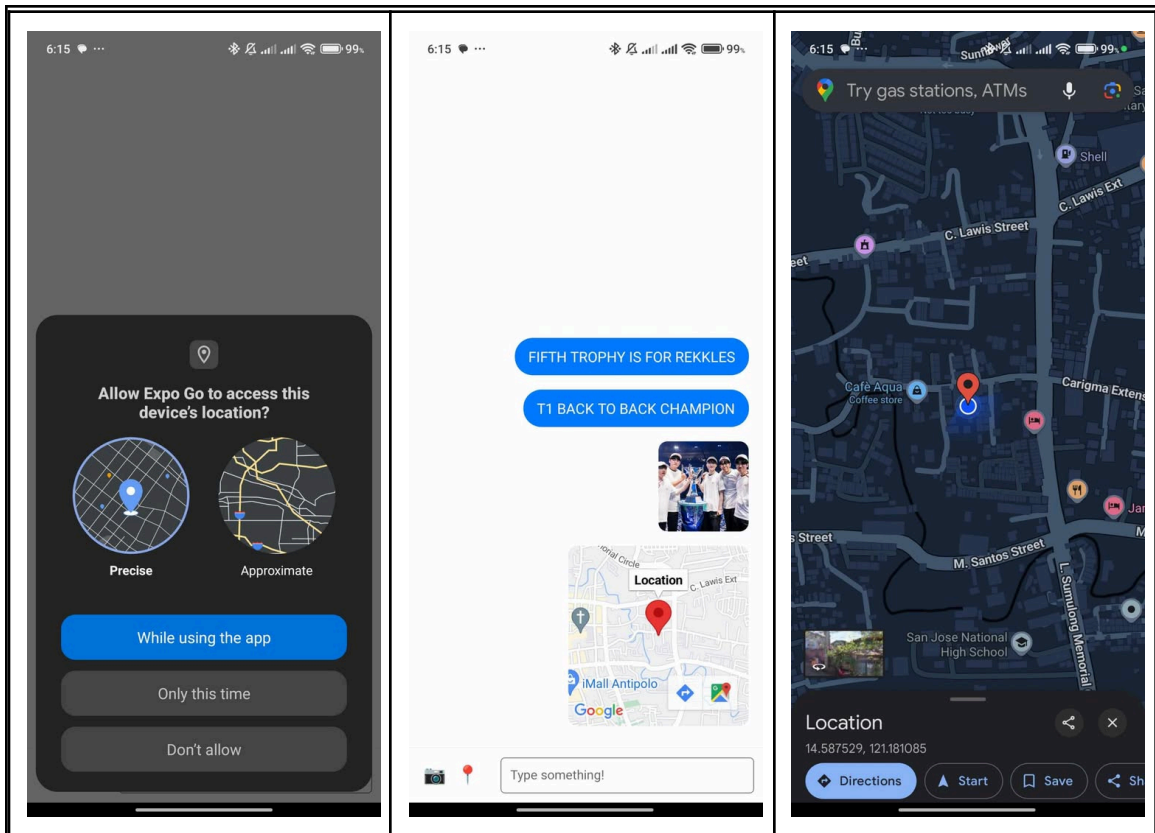 6:15
99%
Allow Expo Go to access this
device's location?
Precise
Approximate
While using the app
Only this time
Don't allow
6:15
99%
FIFTH TROPHY IS FOR REKKLES
T1 BACK TO BACK CHAMPION
Location
C. Lawis Ext
iMall Antipolo
Google
Type something!
6:15
99%
Try gas stations, ATMs
Shell
C. Lawis Ext
C. Lawis Street
Cafè Aqua
Coffee store
Carigma Extens
M. Santos Street
s Street
L. Sumulong Memorial
San Jose National
High School
Location
14.587529, 121.181085
Directions
Start
Save
Sh